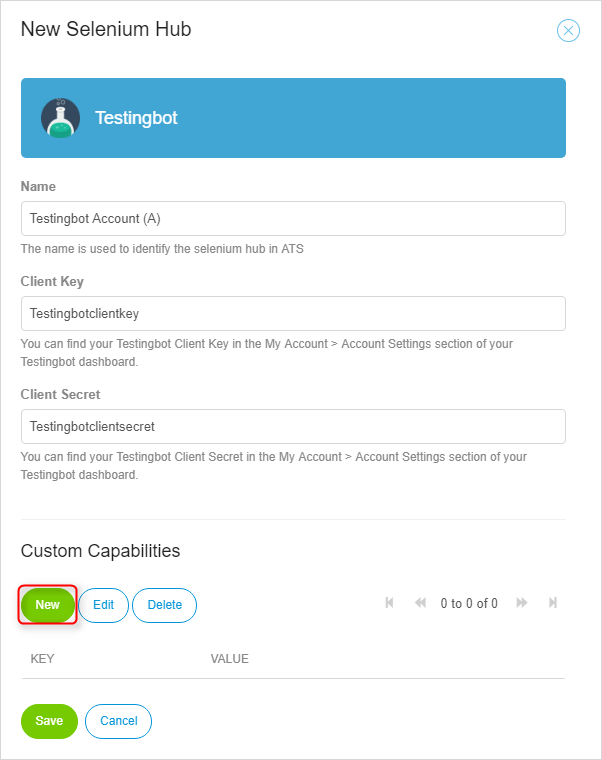 New Selenium Hub
Testingbot
Name
Testingbot Account (A)
The name is used to identify the selenium hub in ATS
Client Key
Testingbotclientkey
You can find your Testingbot Client Key in the My Account > Account Settings section of your
Testingbot dashboard.
Client Secret
Testingbotclientsecret
You can find your Testingbot Client Secret in the My Account > Account Settings section of your
Testingbot dashboard.
Custom Capabilities
New Edit Delete 0 to 0 of 0
KEY VALUE
Save Cancel